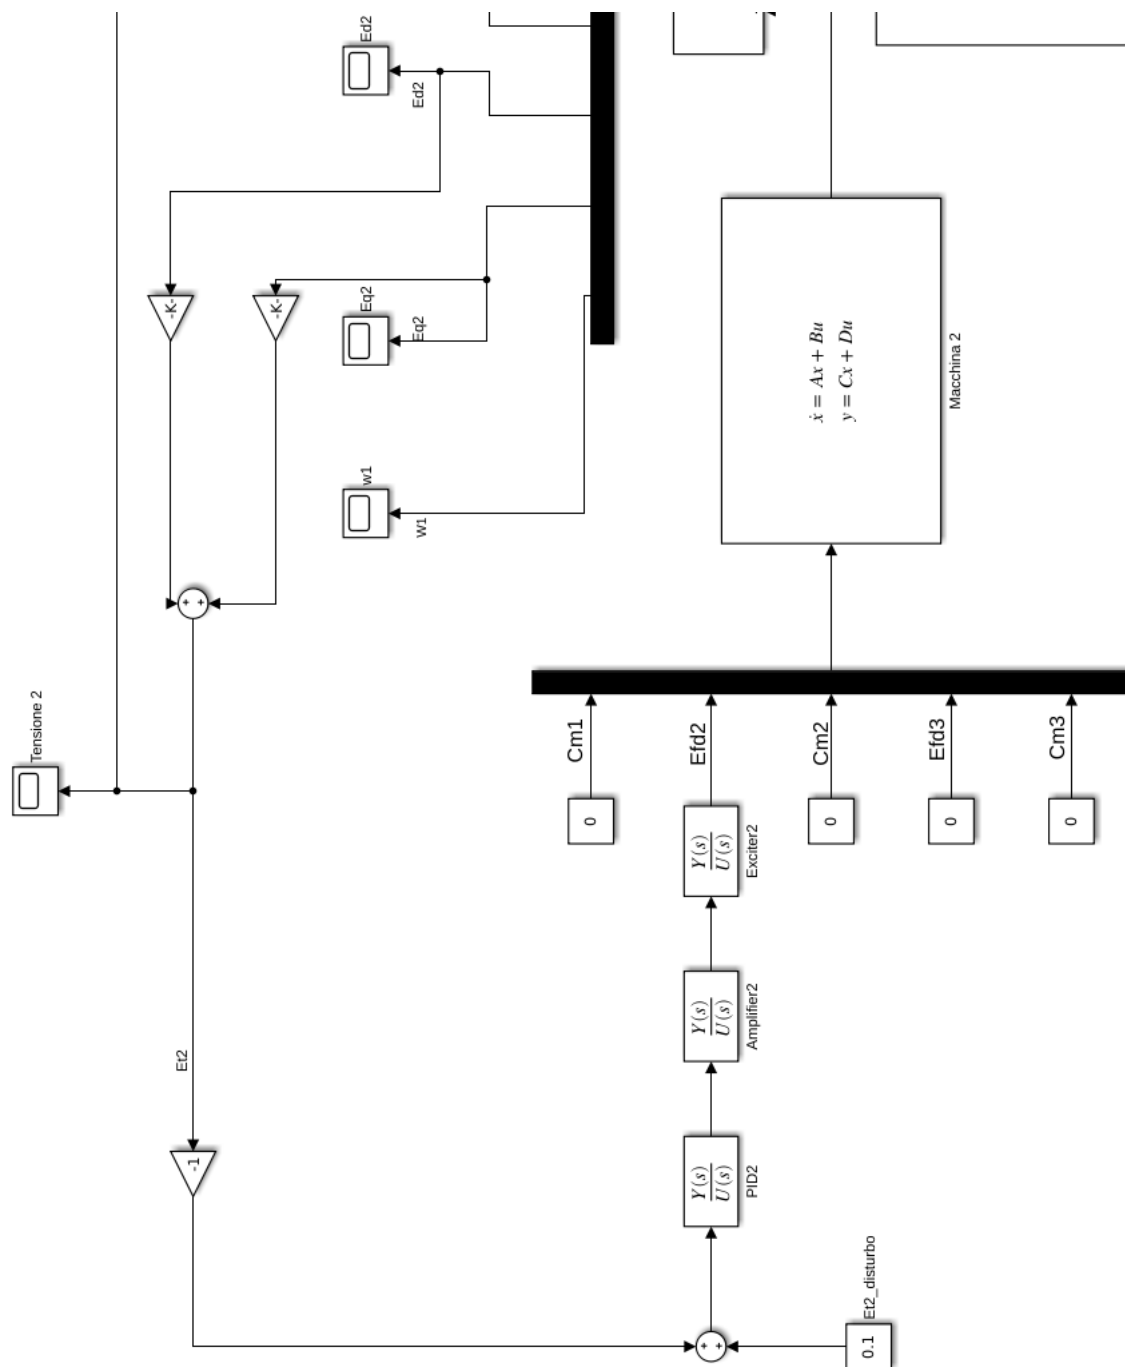 Ed2
Ed2
-K-
-K-
Eq2
Eq2
w1
W1
ẋ = Ax + Bu
y = Cx + Du
Macchina 2
+ +
Tensione 2
Cm1
Efd2
Cm2
Efd3
Cm3
0
0
0
0
Y(s)
U(s)
Exciter2
Y(s)
U(s)
Amplifier2
Et2
-1
Y(s)
U(s)
PID2
Et2_disturbo
+ +
0.1